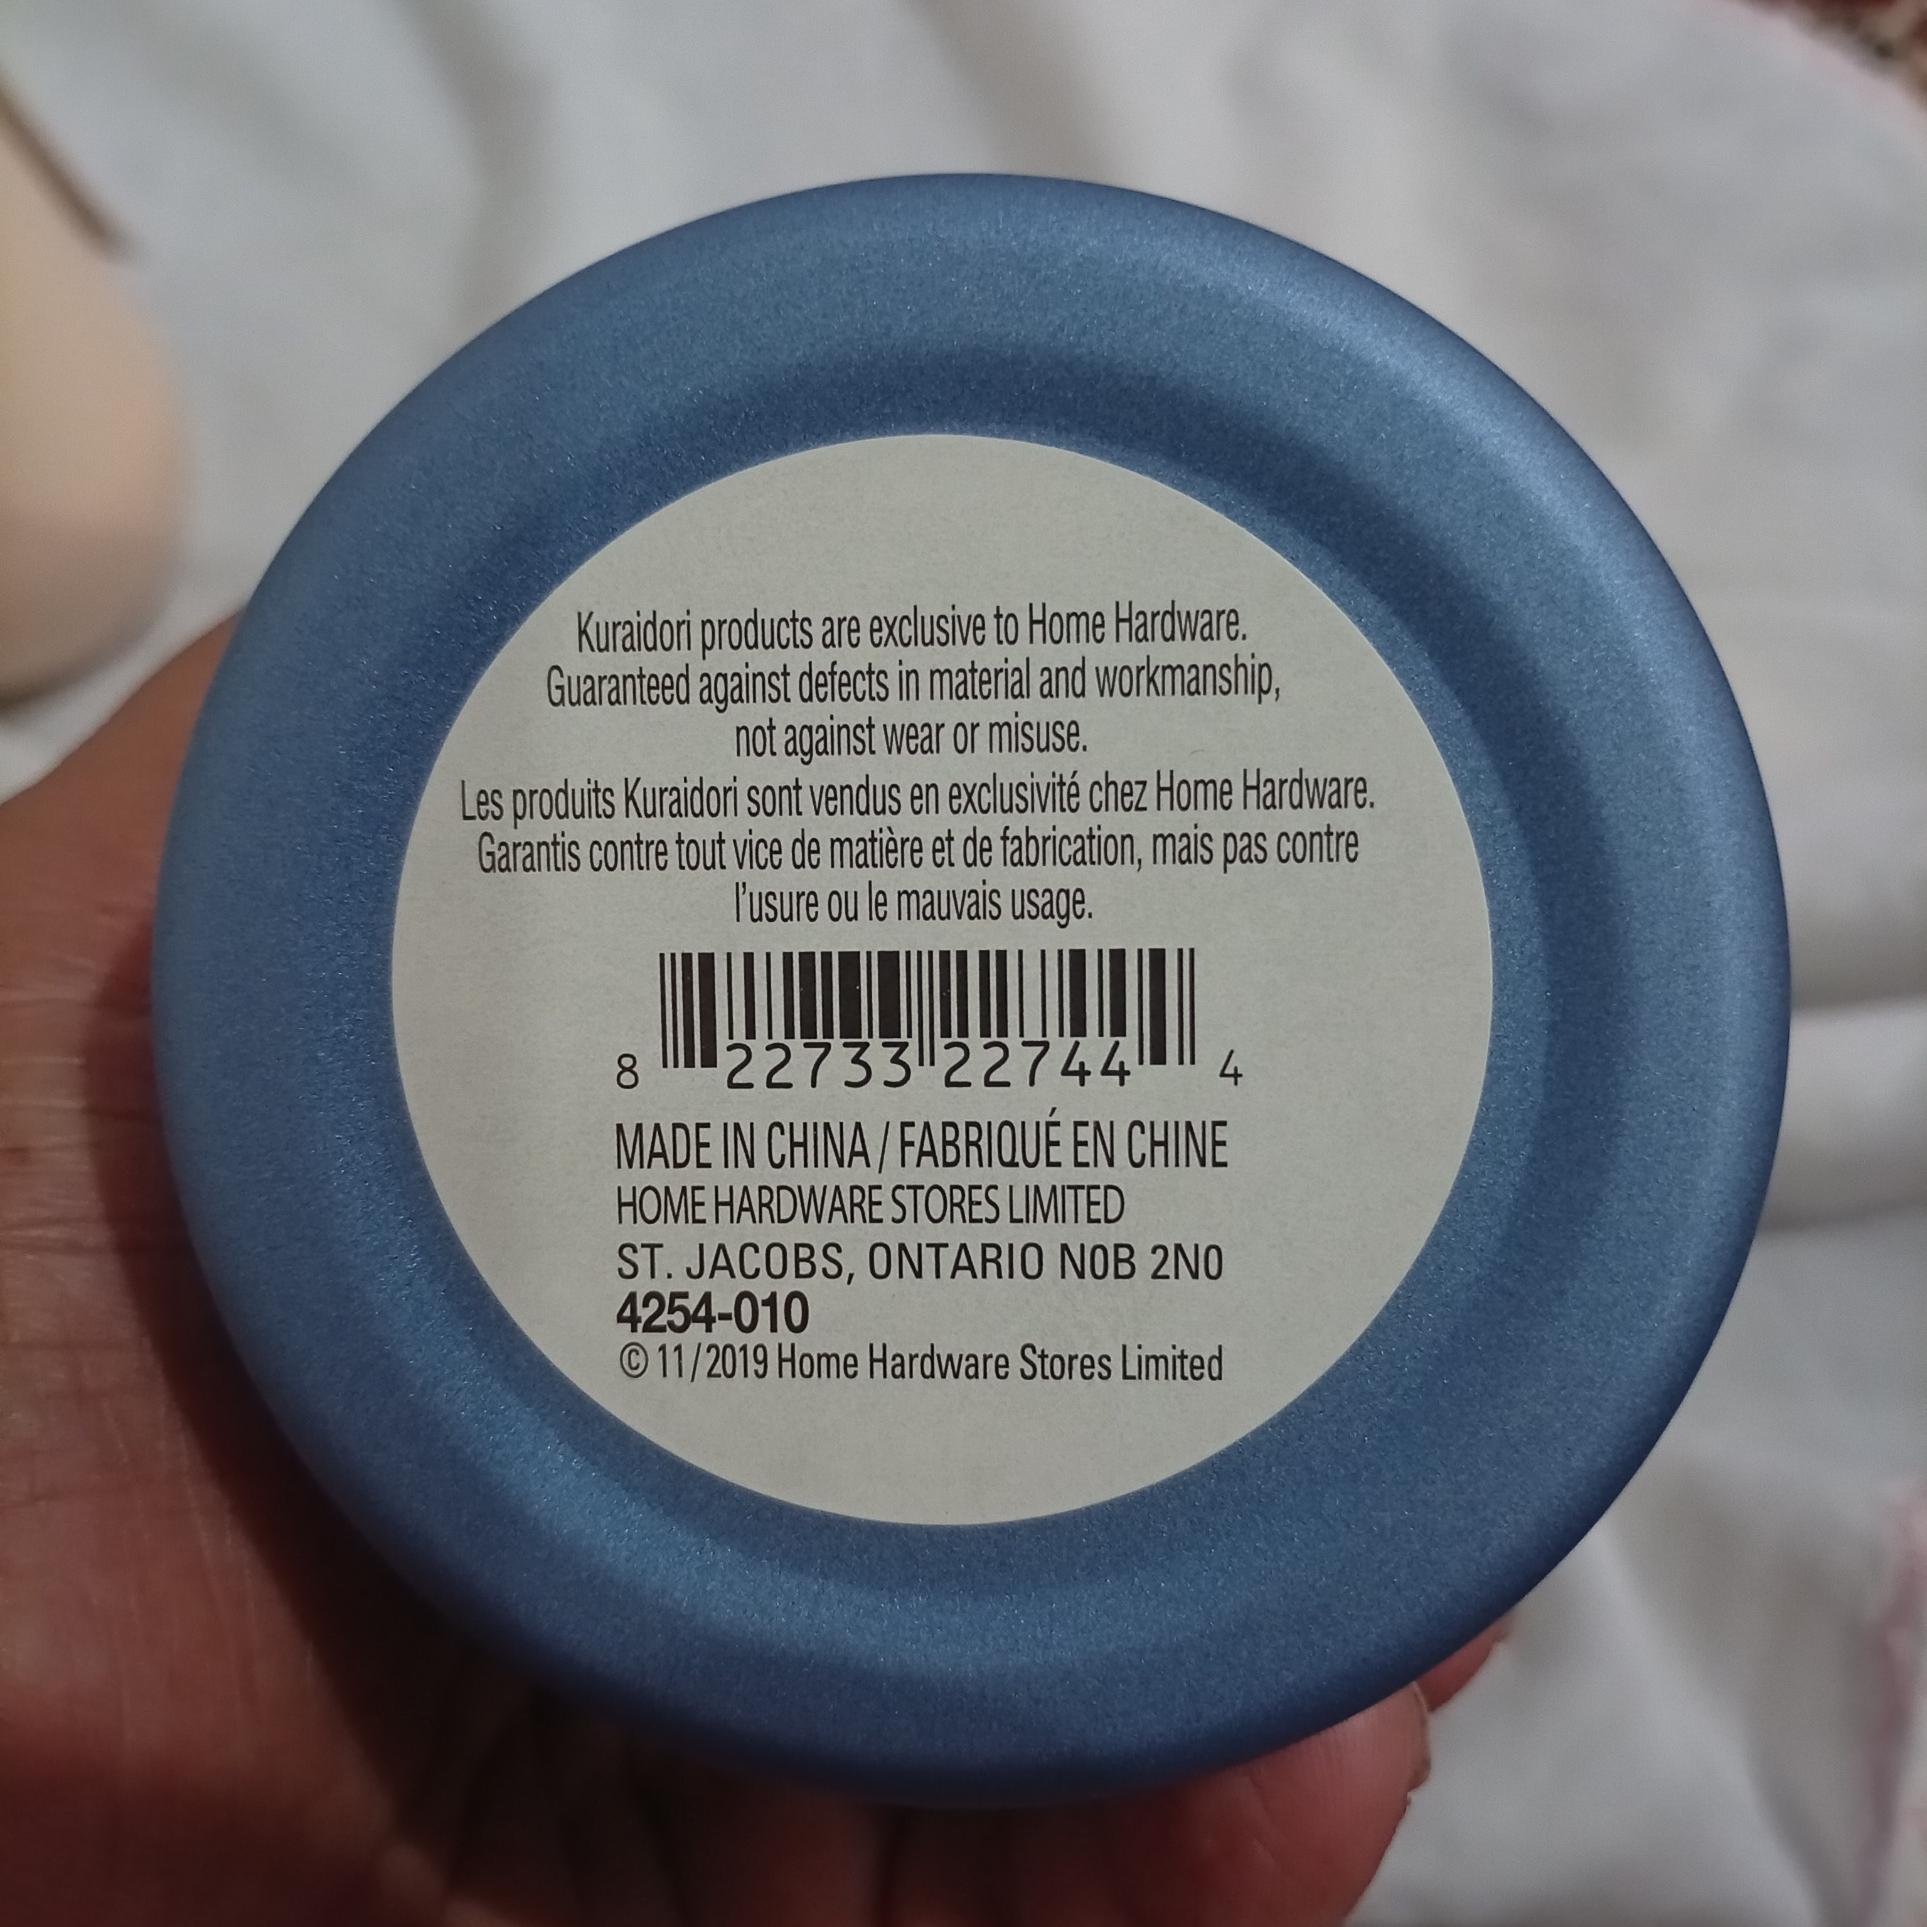 Kuraidori products are exclusive to Home Hardware.
Guaranteed against defects in material and workmanship,
not against wear or misuse.
Les produits Kuraidori sont vendus en exclusivité chez Home Hardware.
Garantis contre tout vice de matière et de fabrication, mais pas contre
l'usure ou le mauvais usage.
8 22733 22744 4
MADE IN CHINA / FABRIQUÉ EN CHINE
HOME HARDWARE STORES LIMITED
ST. JACOBS, ONTARIO N0B 2N0
4254-010
© 11/2019 Home Hardware Stores Limited